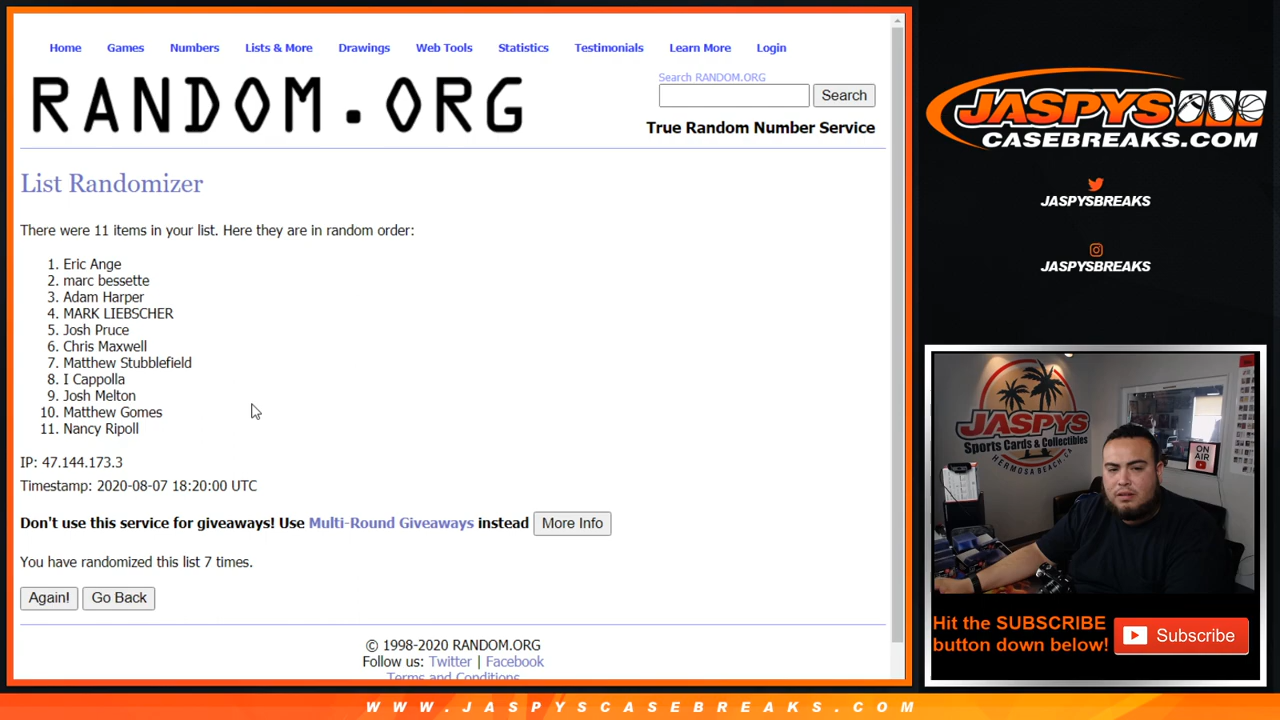 Home Games Numbers Lists & More Drawings Web Tools Statistics Testimonials Learn More Login
RANDOM.ORG
Search RANDOM.ORG
Search
True Random Number Service
List Randomizer
There were 11 items in your list. Here they are in random order:
1. Eric Ange
2. marc bessette
3. Adam Harper
4. MARK LIEBSCHER
5. Josh Pruce
6. Chris Maxwell
7. Matthew Stubblefield
8. I Cappolla
9. Josh Melton
10. Matthew Gomes
11. Nancy Ripoll
IP: 47.144.173.3
Timestamp: 2020-08-07 18:20:00 UTC
Don't use this service for giveaways! Use Multi-Round Giveaways instead More Info
You have randomized this list 7 times.
Again! Go Back
© 1998-2020 RANDOM.ORG
Follow us: Twitter | Facebook
Terms and Conditions
JASPYS
CASEBREAKS.COM
JASPYSBREAKS
JASPYSBREAKS
JASPYS
Sports Cards & Collectibles
HERMOSA BEACH, CA
ON
AIR
Hit the SUBSCRIBE
button down below!
Subscribe
WWW.JASPYSCASEBREAKS.COM